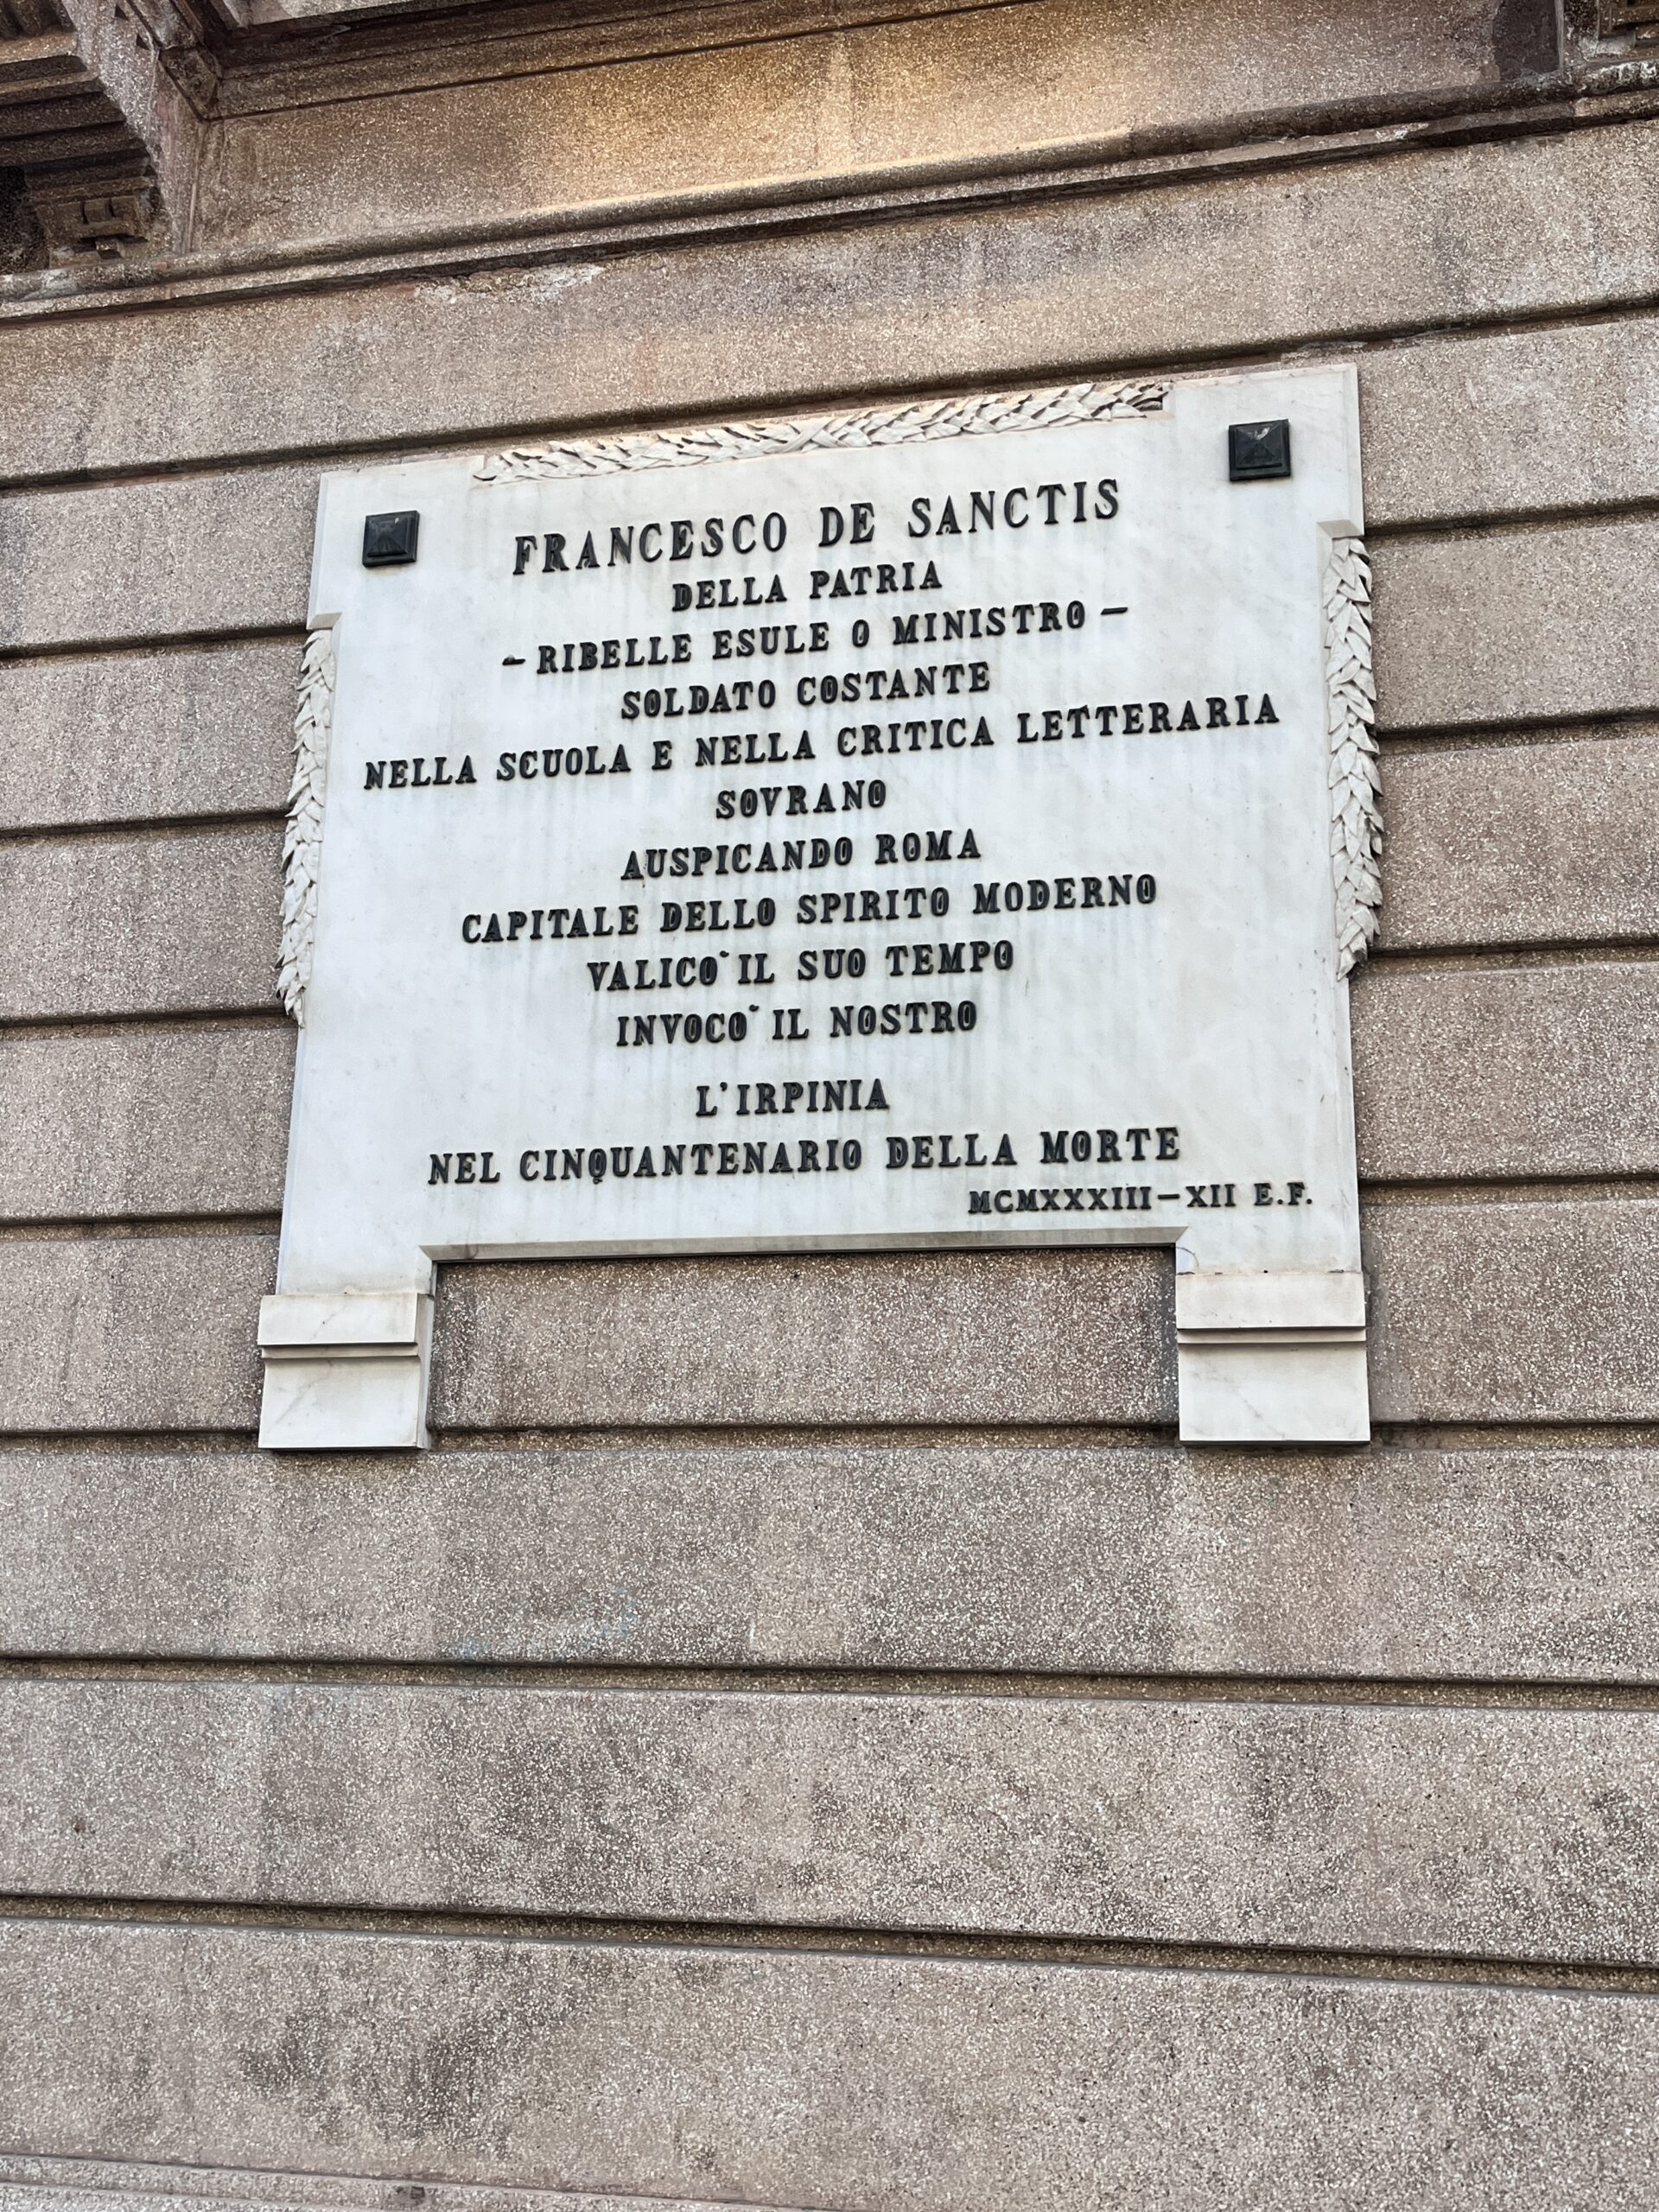 FRANCESCO DE SANCTIS
DELLA PATRIA
- RIBELLE ESULE O MINISTRO -
SOLDATO COSTANTE
NELLA SCUOLA E NELLA CRITICA LETTERARIA
SOVRANO
AUSPICANDO ROMA
CAPITALE DELLO SPIRITO MODERNO
VALICO` IL SUO TEMPO
INVOCO` IL NOSTRO
L'IRPINIA
NEL CINQUANTENARIO DELLA MORTE
MCMXXXIII-XII E.F.